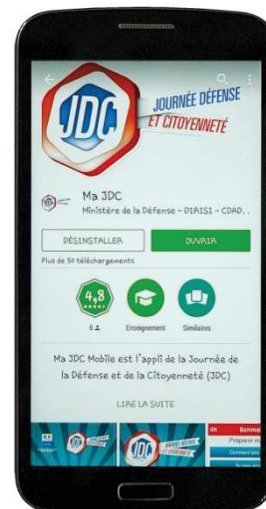 JDC
JOURNÉE DÉFENSE
ET CITOYENNETÉ
Ma JDC
Ministère de la Défense - DIRISI - CDAD...
DÉSINSTALLER
OUVRIR
Plus de 50 téléchargements
4,8
6
Enseignement
Similaires
Ma JDC Mobile est l'appli de la Journée de
la Défense et de la Citoyenneté (JDC)
LIRE LA SUITE
JDC
JDC